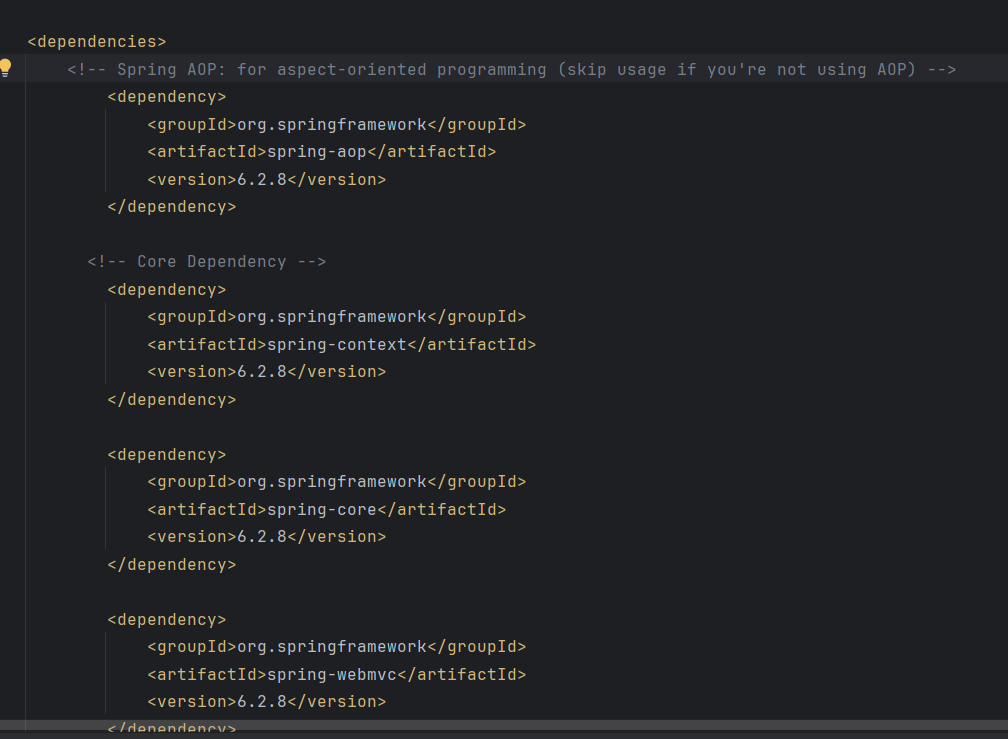 <dependencies>
<!-- Spring AOP: for aspect-oriented programming (skip usage if you're not using AOP) -->
<dependency>
<groupId>org.springframework</groupId>
<artifactId>spring-aop</artifactId>
<version>6.2.8</version>
</dependency>
<!-- Core Dependency -->
<dependency>
<groupId>org.springframework</groupId>
<artifactId>spring-context</artifactId>
<version>6.2.8</version>
</dependency>
<dependency>
<groupId>org.springframework</groupId>
<artifactId>spring-core</artifactId>
<version>6.2.8</version>
</dependency>
<dependency>
<groupId>org.springframework</groupId>
<artifactId>spring-webmvc</artifactId>
<version>6.2.8</version>
</dependency>